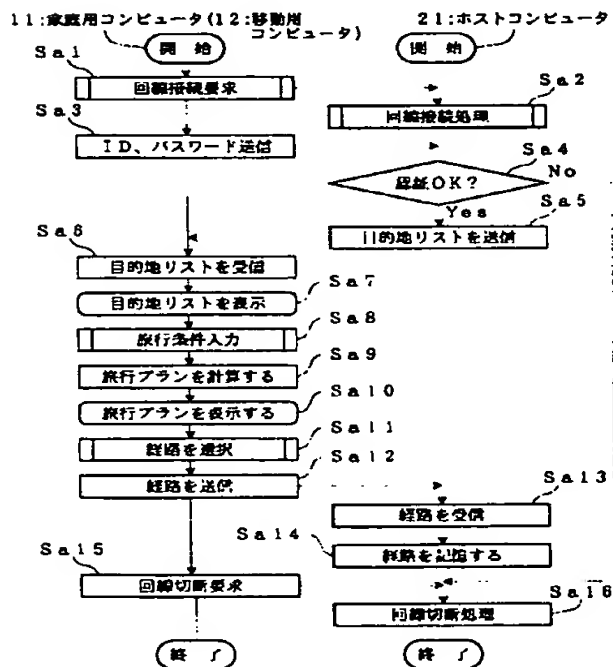 11:家庭用コンピュータ(12:移動用コンピュータ)
21:ホストコンピュータ
開始
開始
Sa1
回線接続要求
Sa2
回線接続処理
Sa3
ID、パスワード送信
Sa4
認証OK?
No
Yes
Sa5
目的地リストを送信
Sa6
目的地リストを受信
目的地リストを表示
Sa7
旅行条件入力
Sa8
旅行プランを計算する
Sa9
旅行プランを表示する
Sa10
経路を選択
Sa11
経路を送信
Sa12
Sa13
経路を受信
Sa14
経路を記憶する
Sa15
回線切断要求
Sa16
回線切断処理
終了
終了